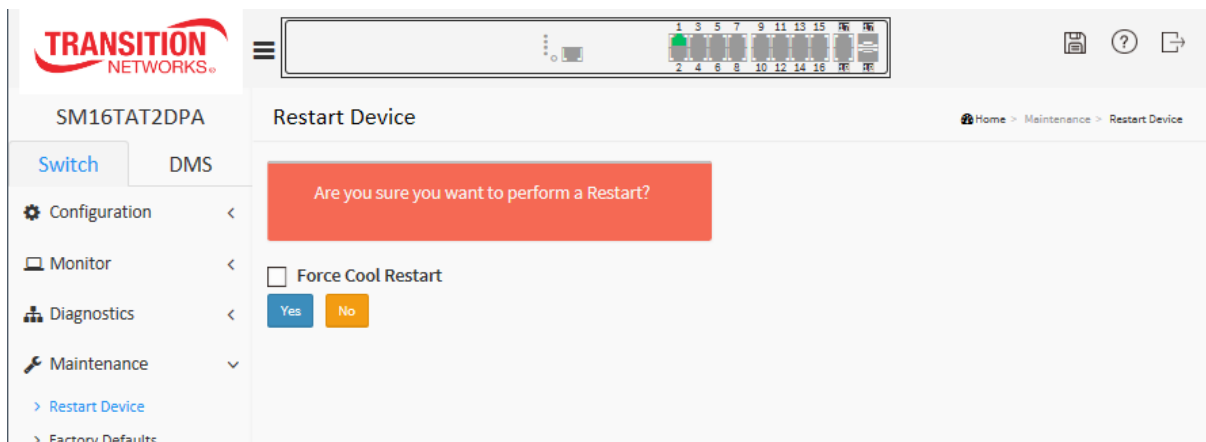 TRANSITION
NETWORKS®
1 3 5 7 9 11 13 15
2 4 6 8 10 12 14 16
SM16TAT2DPA
Restart Device
Home > Maintenance > Restart Device
Switch
DMS
Are you sure you want to perform a Restart?
Configuration
Monitor
Force Cool Restart
Diagnostics
Yes
No
Maintenance
> Restart Device
> Factory Defaults